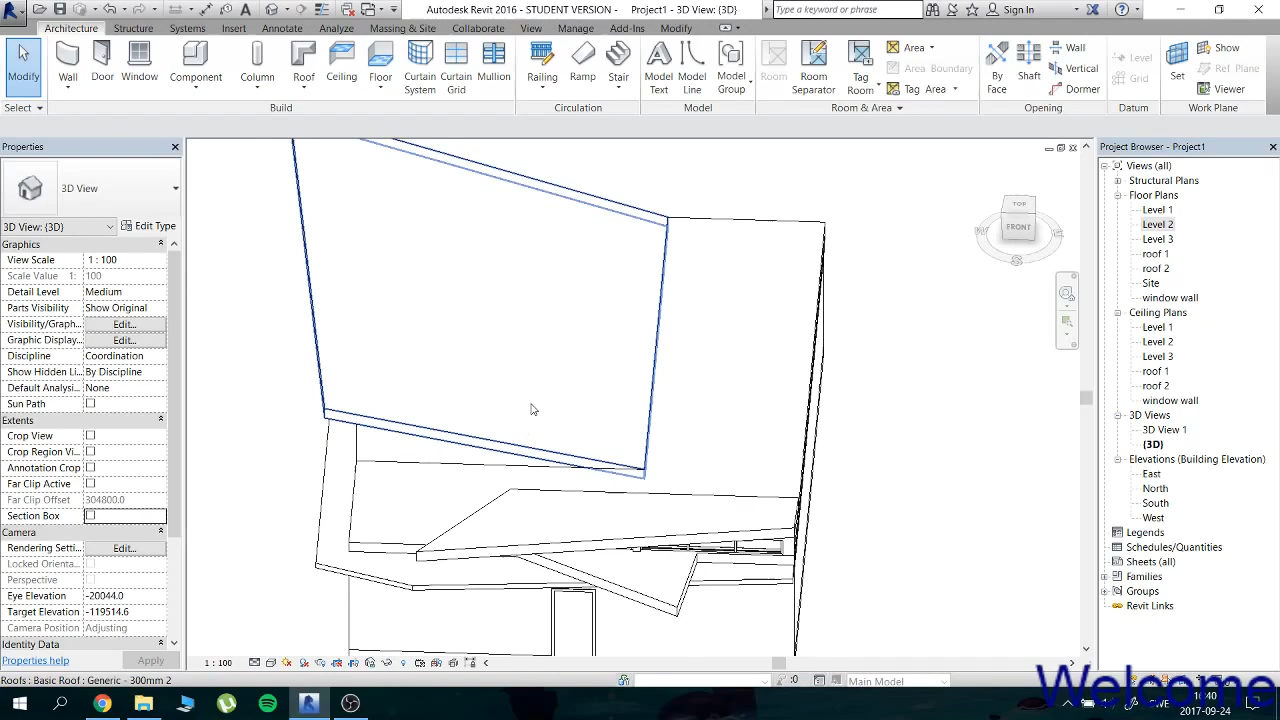 Autodesk Revit 2016 - STUDENT VERSION - Project1 - 3D View: {3D}
Type a keyword or phrase
Sign In
Architecture Structure Systems Insert Annotate Analyze Massing & Site Collaborate View Manage Add-Ins Modify
Modify Wall Door Window Component Column Roof Ceiling Floor Curtain System Curtain Grid Mullion Railing Ramp Stair Model Text Model Line Model Group Room Room Separator Tag Room Area Area Boundary Tag Area By Face Shaft Wall Vertical Dormer Level Grid Set Show Ref Plane Viewer
Select Build Circulation Model Room & Area Opening Datum Work Plane
Properties
3D View
3D View: {3D} Edit Type
Graphics
View Scale 1 : 100
Scale Value 1: 100
Detail Level Medium
Parts Visibility Show Original
Visibility/Graph... Edit...
Graphic Display... Edit...
Discipline Coordination
Show Hidden Li... By Discipline
Default Analysi... None
Sun Path
Extents
Crop View
Crop Region Vi...
Annotation Crop
Far Clip Active
Far Clip Offset 304800.0
Section Box
Camera
Rendering Setti... Edit...
Locked Orienta...
Perspective
Eye Elevation -20044.0
Target Elevation -119514.6
Camera Position Adjusting
Identity Data
Properties help Apply
TOP
FRONT
Project Browser - Project1
Views (all)
Structural Plans
Floor Plans
Level 1
Level 2
Level 3
roof 1
roof 2
Site
window wall
Ceiling Plans
Level 1
Level 2
Level 3
roof 1
roof 2
window wall
3D Views
3D View 1
{3D}
Elevations (Building Elevation)
East
North
South
West
Legends
Schedules/Quantities
Sheets (all)
Families
Groups
Revit Links
1 : 100
Roofs : Basic Roof : Generic - 300mm 2
:0
Main Model
Welcome
10:40
SWE
2017-09-24